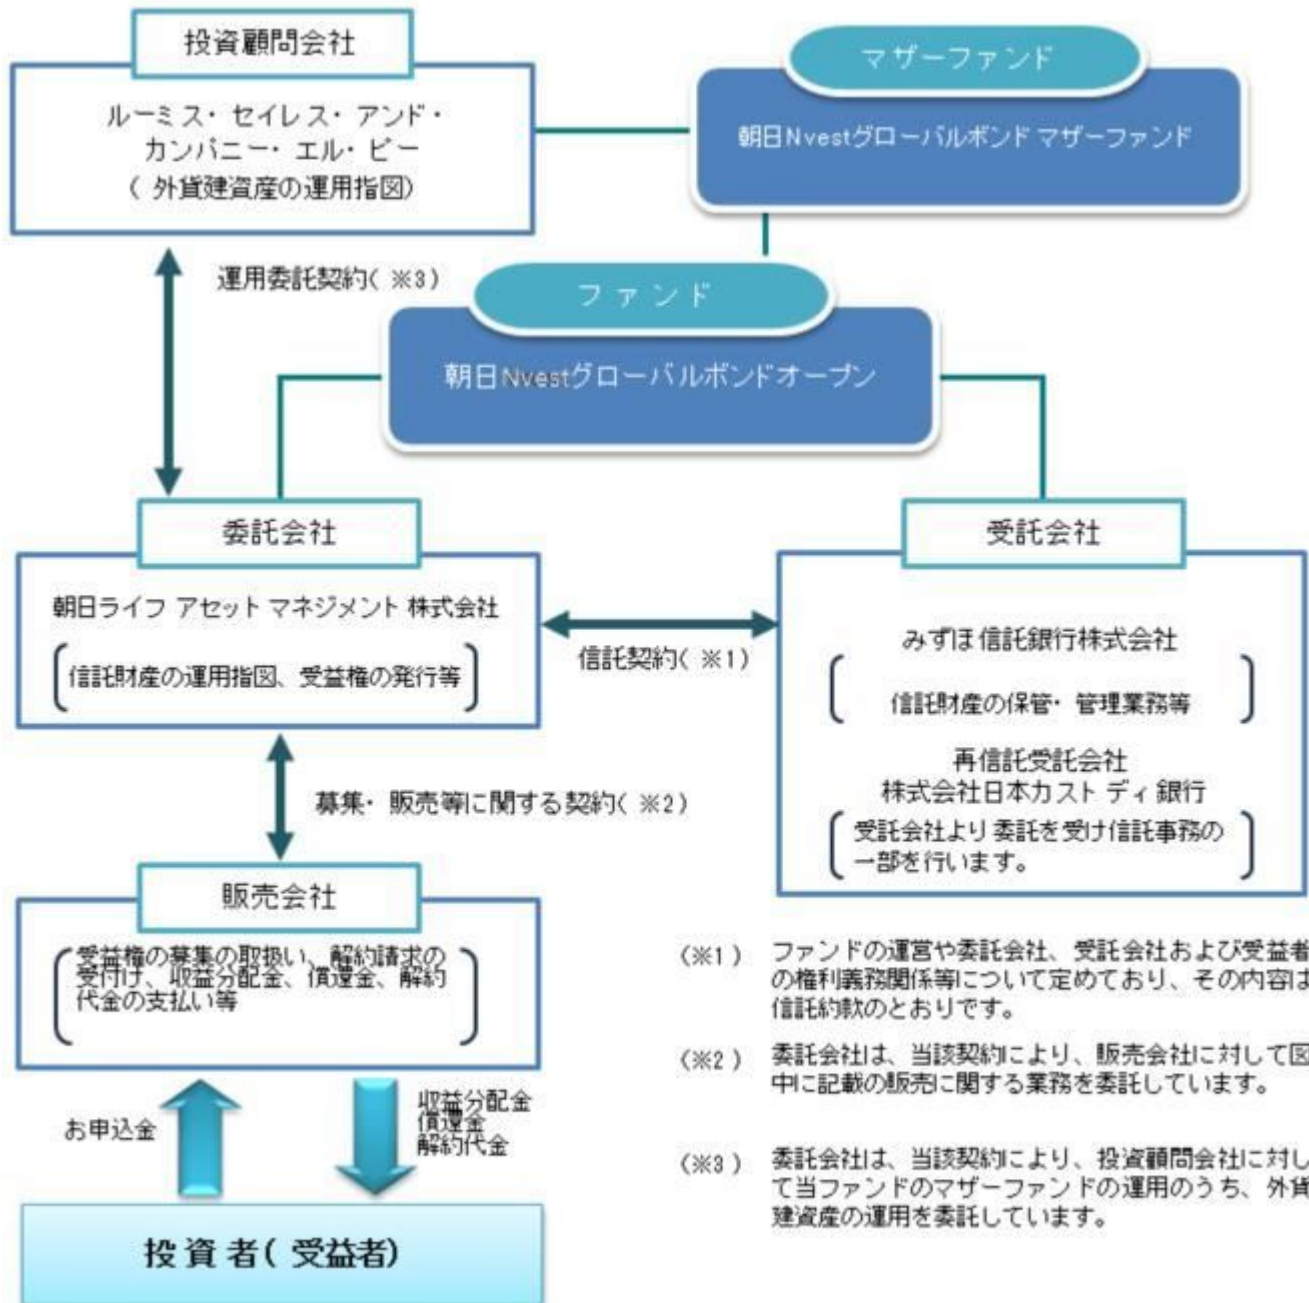 投資顧問会社
ルーミス・セイレス・アンド・
カンパニー・エル・ピー
（外貨建資産の運用指図）
マザーファンド
朝日Nvestグローバルボンド マザーファンド
運用委託契約（※3）
ファンド
朝日Nvestグローバルボンドオープン
委託会社
朝日ライフ アセット マネジメント 株式会社
信託財産の運用指図、受益権の発行等
信託契約（※1）
受託会社
みずほ信託銀行株式会社
信託財産の保管・管理業務等
再信託受託会社
株式会社日本カストディ銀行
受託会社より委託を受け信託事務の
一部を行います。
募集・販売等に関する契約（※2）
販売会社
受益権の募集の取扱い、解約請求の
受付け、収益分配金、償還金、解約
代金の支払い等
お申込金
収益分配金
償還金
解約代金
投資者（受益者）
（※1） ファンドの運営や委託会社、受託会社および受益者
の権利義務関係等について定めており、その内容は
信託約款のとおりです。
（※2） 委託会社は、当該契約により、販売会社に対して図
中に記載の販売に関する業務を委託しています。
（※3） 委託会社は、当該契約により、投資顧問会社に対し
て当ファンドのマザーファンドの運用のうち、外貨
建資産の運用を委託しています。